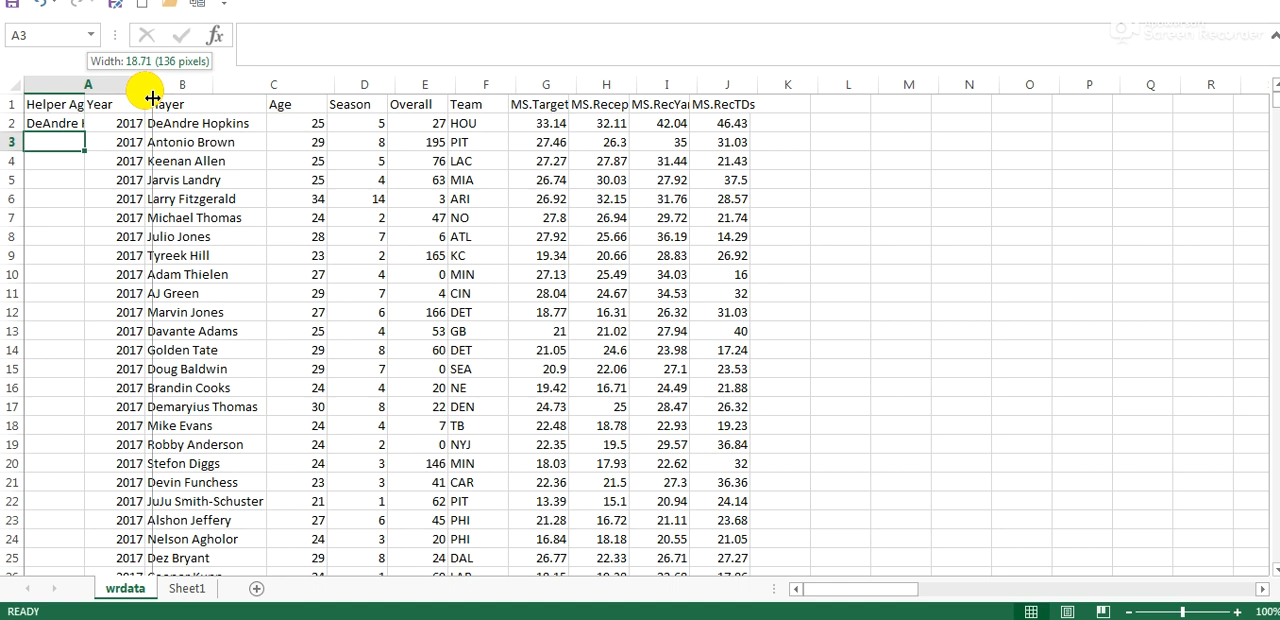 Screen Recorder
A3
fx
Width: 18.71 (136 pixels)
A B C D E F G H I J K L M N O P Q R
1 Helper Ag Year Player Age Season Overall Team MS.Target MS.Recep MS.RecYar MS.RecTDs
2 DeAndre H 2017 DeAndre Hopkins 25 5 27 HOU 33.14 32.11 42.04 46.43
3 2017 Antonio Brown 29 8 195 PIT 27.46 26.3 35 31.03
4 2017 Keenan Allen 25 5 76 LAC 27.27 27.87 31.44 21.43
5 2017 Jarvis Landry 25 4 63 MIA 26.74 30.03 27.92 37.5
6 2017 Larry Fitzgerald 34 14 3 ARI 26.92 32.15 31.76 28.57
7 2017 Michael Thomas 24 2 47 NO 27.8 26.94 29.72 21.74
8 2017 Julio Jones 28 7 6 ATL 27.92 25.66 36.19 14.29
9 2017 Tyreek Hill 23 2 165 KC 19.34 20.66 28.83 26.92
10 2017 Adam Thielen 27 4 0 MIN 27.13 25.49 34.03 16
11 2017 AJ Green 29 7 4 CIN 28.04 24.67 34.53 32
12 2017 Marvin Jones 27 6 166 DET 18.77 16.31 26.32 31.03
13 2017 Davante Adams 25 4 53 GB 21 21.02 27.94 40
14 2017 Golden Tate 29 8 60 DET 21.05 24.6 23.98 17.24
15 2017 Doug Baldwin 29 7 0 SEA 20.9 22.06 27.1 23.53
16 2017 Brandin Cooks 24 4 20 NE 19.42 16.71 24.49 21.88
17 2017 Demaryius Thomas 30 8 22 DEN 24.73 25 28.47 26.32
18 2017 Mike Evans 24 4 7 TB 22.48 18.78 22.93 19.23
19 2017 Robby Anderson 24 2 0 NYJ 22.35 19.5 29.57 36.84
20 2017 Stefon Diggs 24 3 146 MIN 18.03 17.93 22.62 32
21 2017 Devin Funchess 23 3 41 CAR 22.36 21.5 27.3 36.36
22 2017 JuJu Smith-Schuster 21 1 62 PIT 13.39 15.1 20.94 24.14
23 2017 Alshon Jeffery 27 6 45 PHI 21.28 16.72 21.11 23.68
24 2017 Nelson Agholor 24 3 20 PHI 16.84 18.18 20.55 21.05
25 2017 Dez Bryant 29 8 24 DAL 26.77 22.33 26.71 27.27
wrdata Sheet1
READY
100%